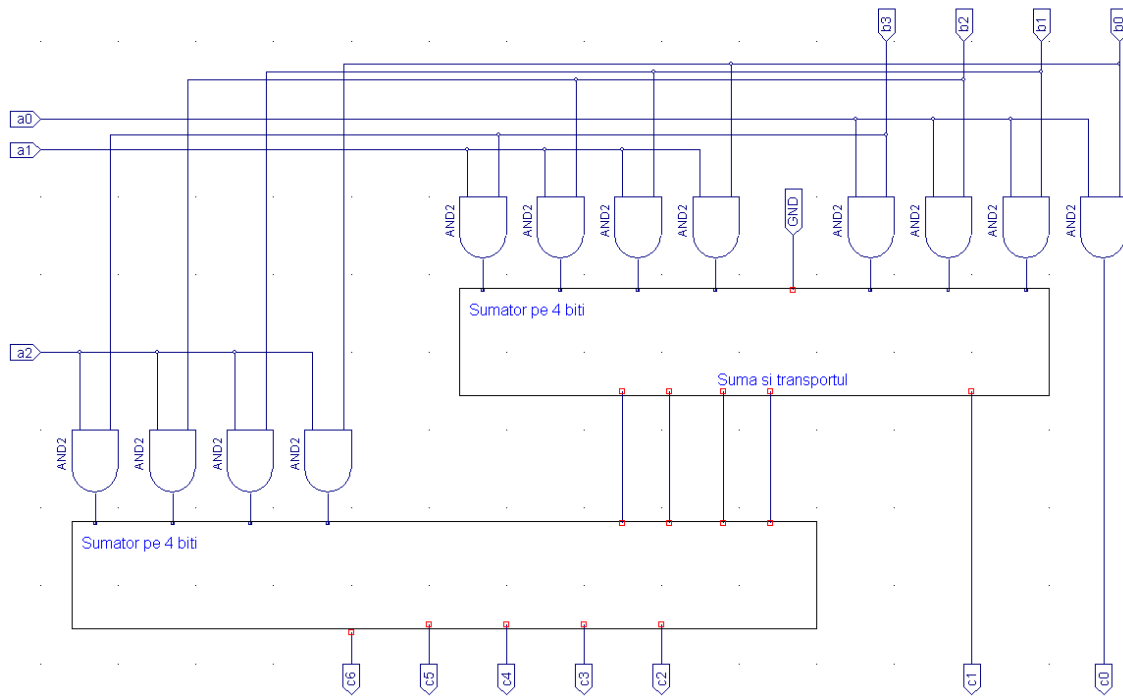 b3
b2
b1
b0
a0
a1
AND2
AND2
AND2
AND2
GND
AND2
AND2
AND2
AND2
Sumator pe 4 biti
a2
Suma si transportul
AND2
AND2
AND2
AND2
Sumator pe 4 biti
c6
c5
c4
c3
c2
c1
c0